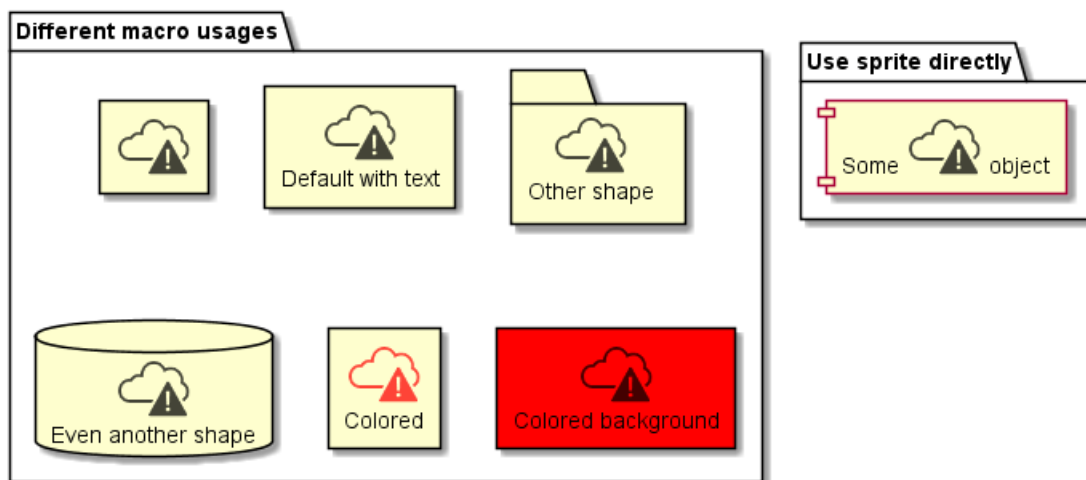 Different macro usages
Use sprite directly
Default with text
Other shape
Some object
Even another shape
Colored
Colored background